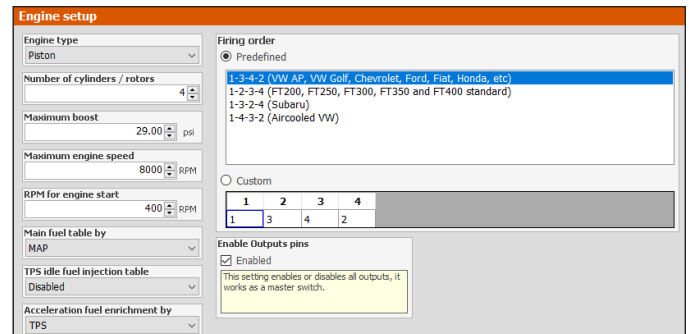 Engine setup
Engine type
Piston
Number of cylinders / rotors
4
Maximum boost
29.00 psi
Maximum engine speed
8000 RPM
RPM for engine start
400 RPM
Main fuel table by
MAP
TPS idle fuel injection table
Disabled
Acceleration fuel enrichment by
TPS
Firing order
Predefined
1-3-4-2 (VW AP, VW Golf, Chevrolet, Ford, Fiat, Honda, etc)
1-2-3-4 (FT200, FT250, FT300, FT350 and FT400 standard)
1-3-2-4 (Subaru)
1-4-3-2 (Aircooled VW)
Custom
1 2 3 4
1 3 4 2
Enable Outputs pins
Enabled
This setting enables or disables all outputs, it
works as a master switch.